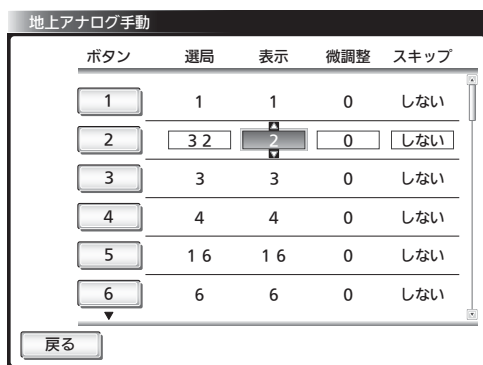 地上アナログ手動
ボタン 選局 表示 微調整 スキップ
1 1 1 0 しない
2 32 2 0 しない
3 3 3 0 しない
4 4 4 0 しない
5 16 16 0 しない
6 6 6 0 しない
戻る